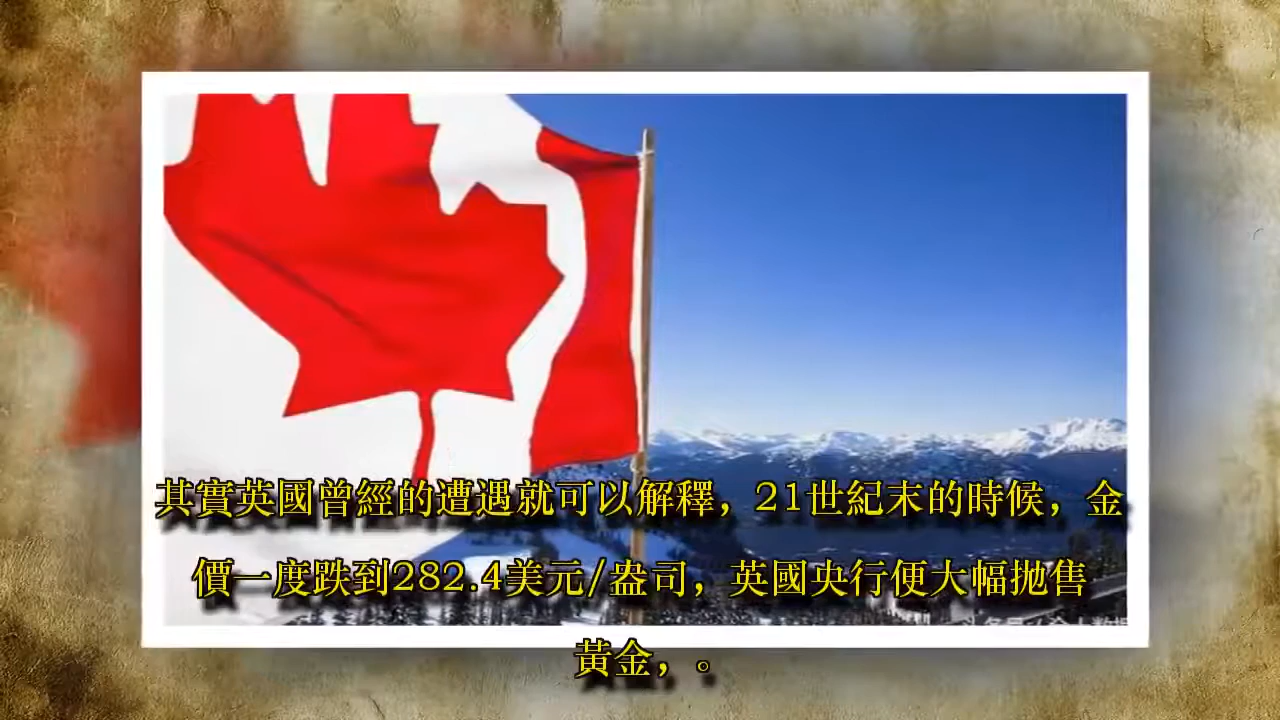 其實英國曾經的遭遇就可以解釋，21世紀末的時候，金
價一度跌到282.4美元/盎司，英國央行便大幅拋售
黃金，。